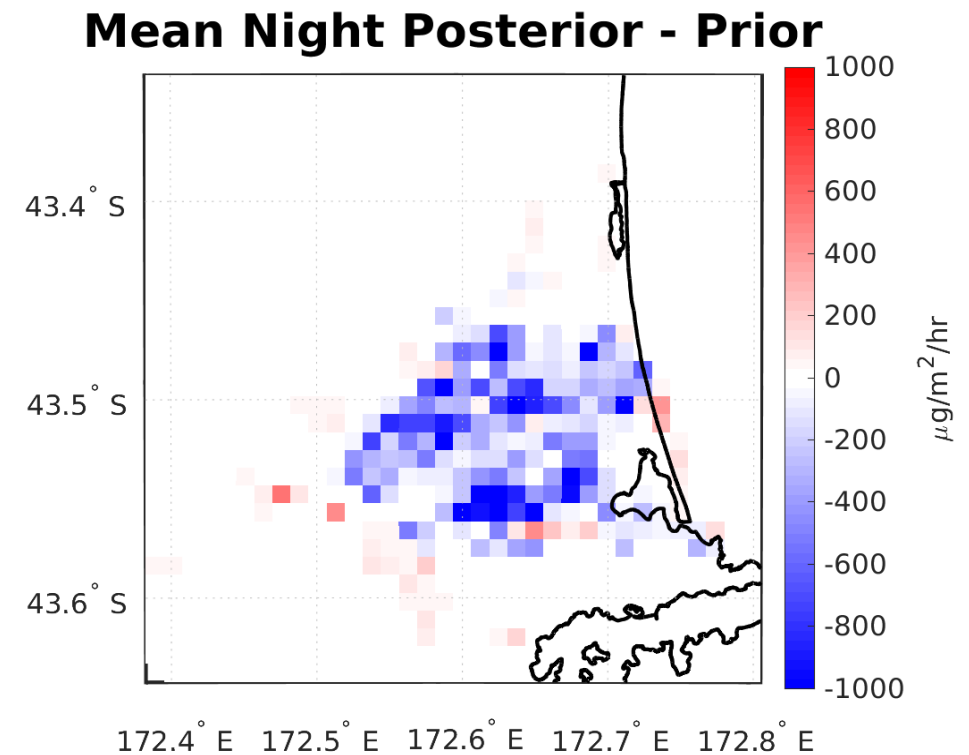 Mean Night Posterior - Prior
1000
800
600
400
200
0
-200
-400
-600
-800
-1000
μg/m²/hr
43.4° S
43.5° S
43.6° S
172.4° E 172.5° E 172.6° E 172.7° E 172.8° E